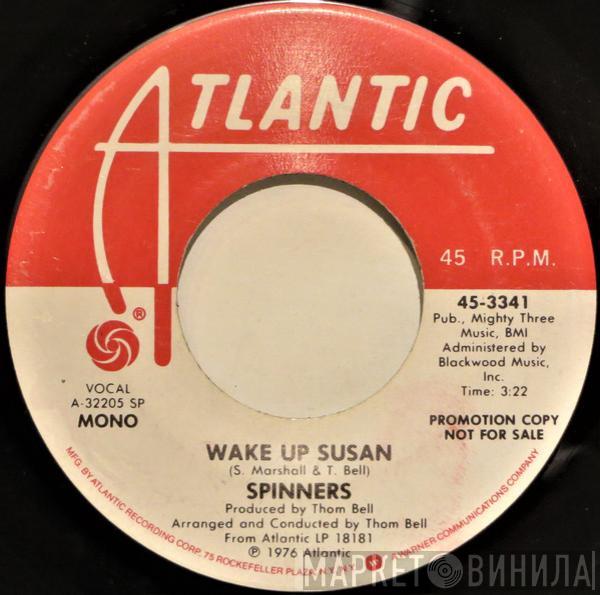 ATLANTIC
45 R.P.M.
45-3341
Pub., Mighty Three
Music, BMI
Administered by
Blackwood Music,
Inc.
Time: 3:22
®
VOCAL
A-32205 SP
MONO
PROMOTION COPY
NOT FOR SALE
WAKE UP SUSAN
(S. Marshall & T. Bell)
SPINNERS
Produced by Thom Bell
Arranged and Conducted by Thom Bell
From Atlantic LP 18181
℗ 1976 Atlantic
MFG. BY ATLANTIC RECORDING CORP., 75 ROCKEFELLER PLAZA, N.Y., N.Y. A WARNER COMMUNICATIONS COMPANY
МАРКЕТ ВИНИЛА